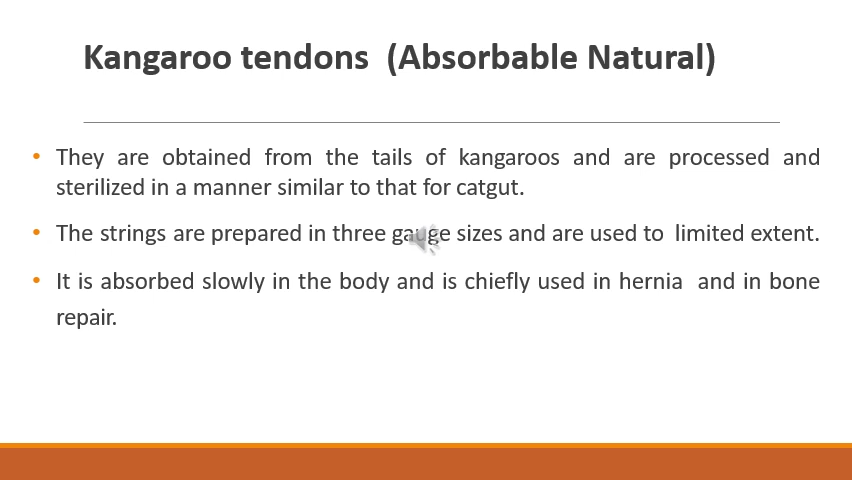 Kangaroo tendons (Absorbable Natural)
• They are obtained from the tails of kangaroos and are processed and
sterilized in a manner similar to that for catgut.
• The strings are prepared in three gauge sizes and are used to limited extent.
• It is absorbed slowly in the body and is chiefly used in hernia and in bone
repair.